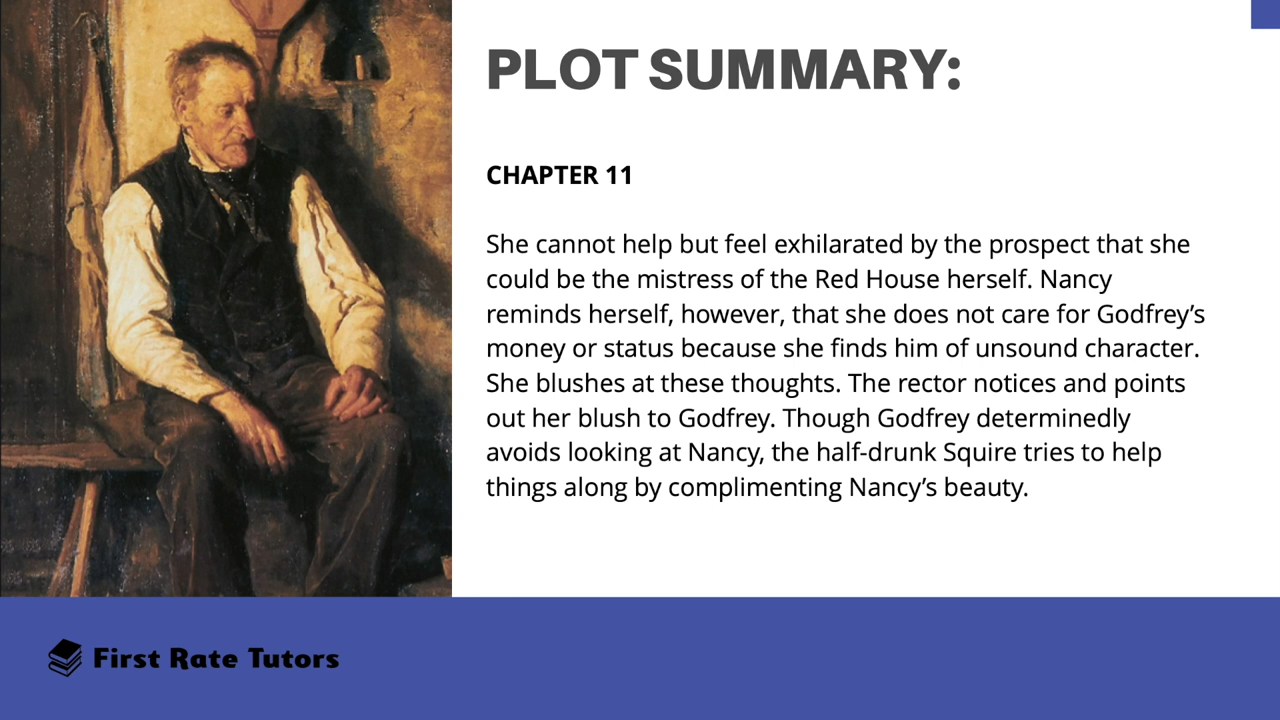 PLOT SUMMARY:
CHAPTER 11
She cannot help but feel exhilarated by the prospect that she
could be the mistress of the Red House herself. Nancy
reminds herself, however, that she does not care for Godfrey’s
money or status because she finds him of unsound character.
She blushes at these thoughts. The rector notices and points
out her blush to Godfrey. Though Godfrey determinedly
avoids looking at Nancy, the half-drunk Squire tries to help
things along by complimenting Nancy’s beauty.
First Rate Tutors